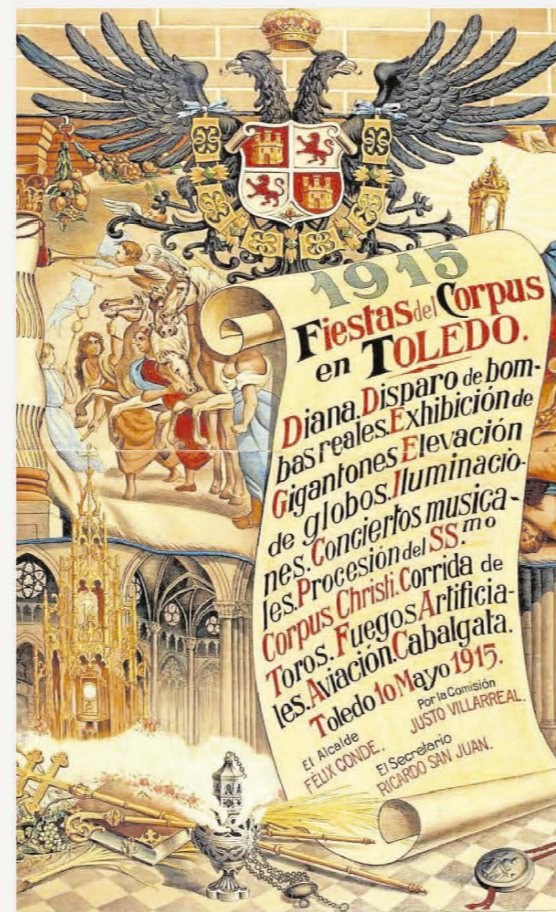 1915
Fiestas del Corpus
en TOLEDO.
Diana. Disparo de bom-
bas reales. Exhibición de
Gigantones. Elevación
de globos. Iluminacio-
nes. Conciertos musica-
les. Procesión del SS.mo
Corpus Christi. Corrida de
Toros. Fuegos Artificia-
les. Aviación. Cabalgata.
Toledo 10 Mayo 1915.
El Alcalde
FELIX CONDE.
Por la Comisión
JUSTO VILLARREAL.
El Secretario
RICARDO SAN JUAN.